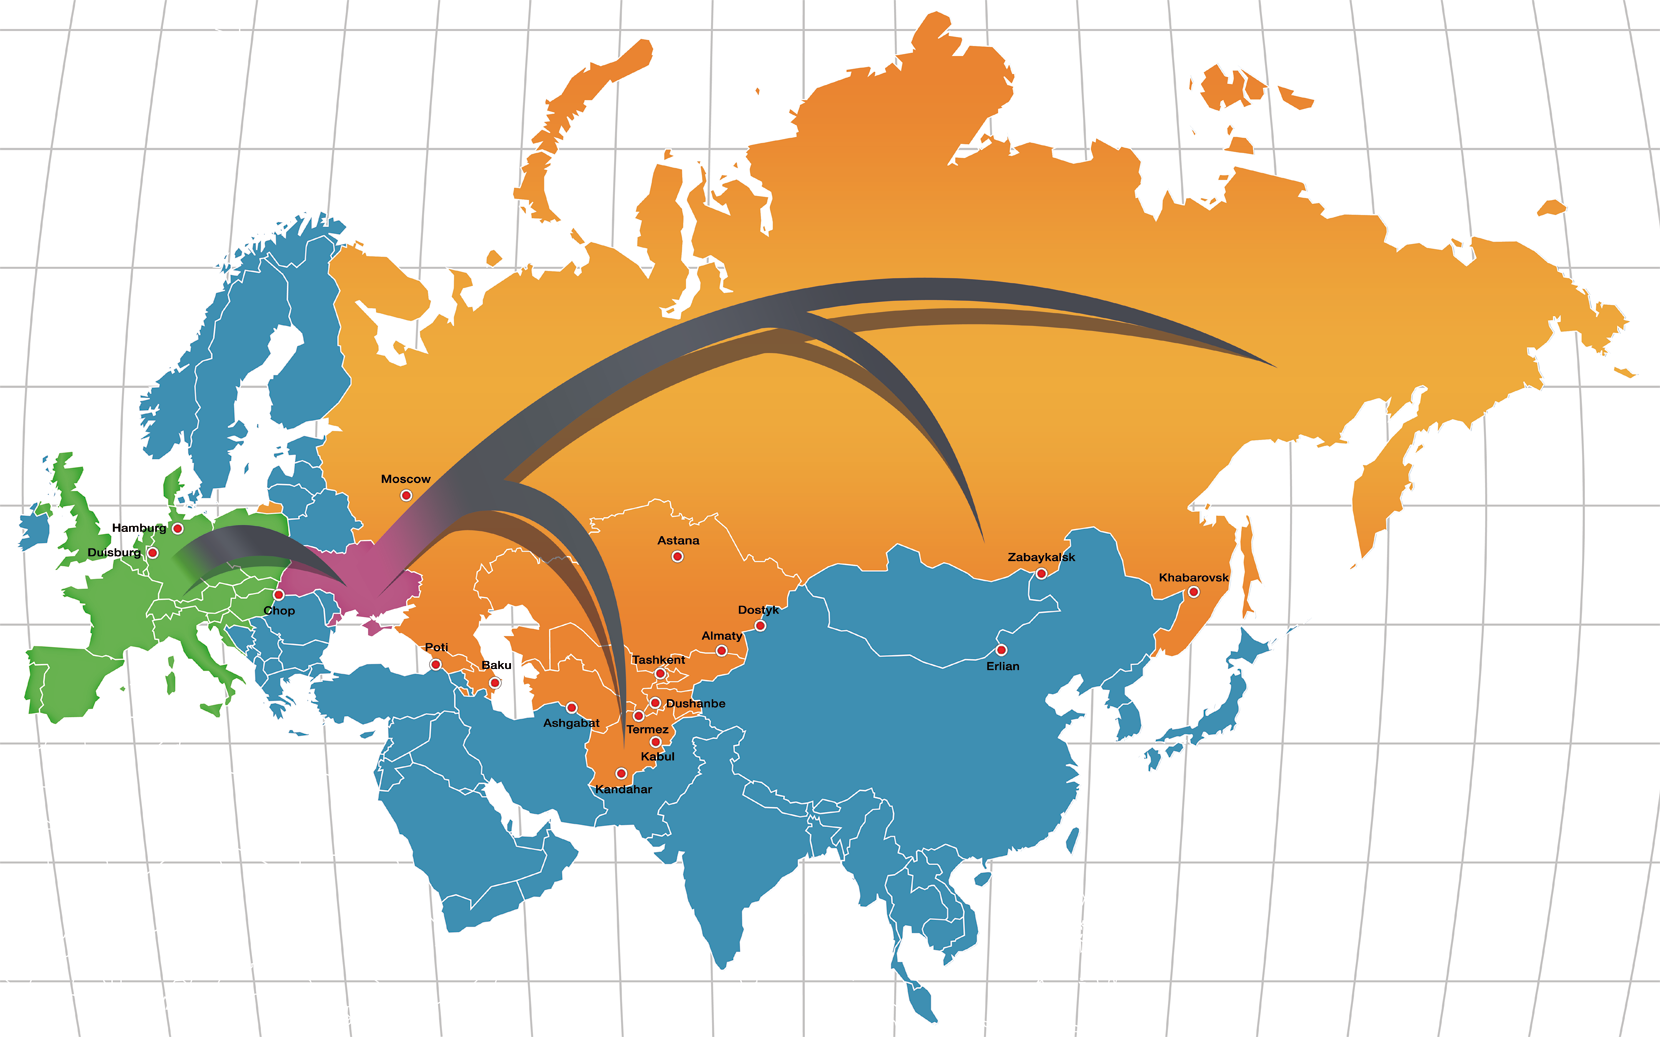 Moscow
Hamburg
Duisburg
Astana
Zabaykalsk
Khabarovsk
Chop
Dostyk
Almaty
Poti
Tashkent
Baku
Erlian
Dushanbe
Ashgabat
Termez
Kabul
Kandahar